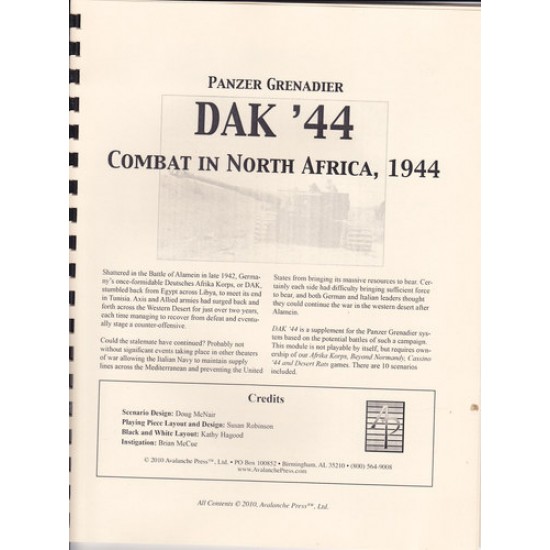 PANZER GRENADIER
DAK '44
COMBAT IN NORTH AFRICA, 1944
Shattered in the Battle of Alamein in late 1942, Germa-
ny's once-formidable Deutsches Afrika Korps, or DAK,
stumbled back from Egypt across Libya, to meet its end
in Tunisia. Axis and Allied armies had surged back and
forth across the Western Desert for just over two years,
each time managing to recover from defeat and eventu-
ally stage a counter-offensive.
Could the stalemate have continued? Probably not
without significant events taking place in other theaters
of war allowing the Italian Navy to maintain supply
lines across the Mediterranean and preventing the United
States from bringing its massive resources to bear. Cer-
tainly each side had difficulty bringing sufficient force
to bear, and both German and Italian leaders thought
they could continue the war in the western desert after
Alamein.
DAK '44 is a supplement for the Panzer Grenadier sys-
tem based on the potential battles of such a campaign.
This module is not playable by itself, but requires own-
ership of our Afrika Korps, Beyond Normandy, Cassino
'44 and Desert Rats games. There are 10 scenarios
included.
Credits
Scenario Design: Doug McNair
Playing Piece Layout and Design: Susan Robinson
Black and White Layout: Kathy Hagood
Instigation: Brian McCue
© 2010 Avalanche Press™, Ltd. • PO Box 100852 • Birmingham, AL 35210 • (800) 564-9008
www.AvalanchePress.com
AP
All Contents © 2010, Avalanche Press™, Ltd.